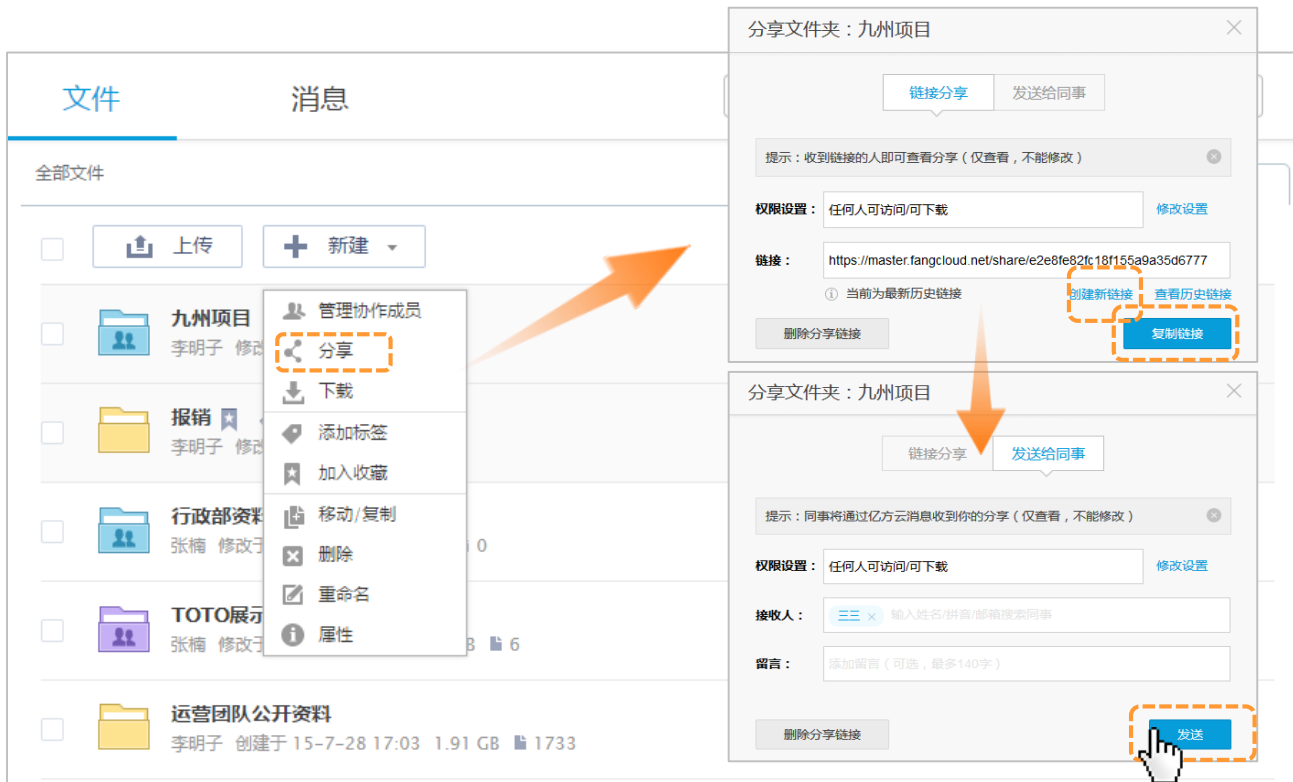 文件
消息
全部文件
上传
新建
九州项目
李明子 修改
报销
李明子 修改
行政部资料
张楠 修改于
0
TOTO展示
张楠 修改于
B 6
运营团队公开资料
李明子 创建于 15-7-28 17:03 1.91 GB 1733
管理协作成员
分享
下载
添加标签
加入收藏
移动/复制
删除
重命名
属性
分享文件夹：九州项目
链接分享
发送给同事
提示：收到链接的人即可查看分享（仅查看，不能修改）
权限设置： 任何人可访问/可下载 修改设置
链接： https://master.fangcloud.net/share/e2e8fe82fc18f155a9a35d6777
当前为最新历史链接 创建新链接 查看历史链接
删除分享链接 复制链接
分享文件夹：九州项目
链接分享
发送给同事
提示：同事将通过亿方云消息收到你的分享（仅查看，不能修改）
权限设置： 任何人可访问/可下载 修改设置
接收人： 三三 × 输入姓名/拼音/邮箱搜索同事
留言： 添加留言（可选，最多140字）
删除分享链接 发送